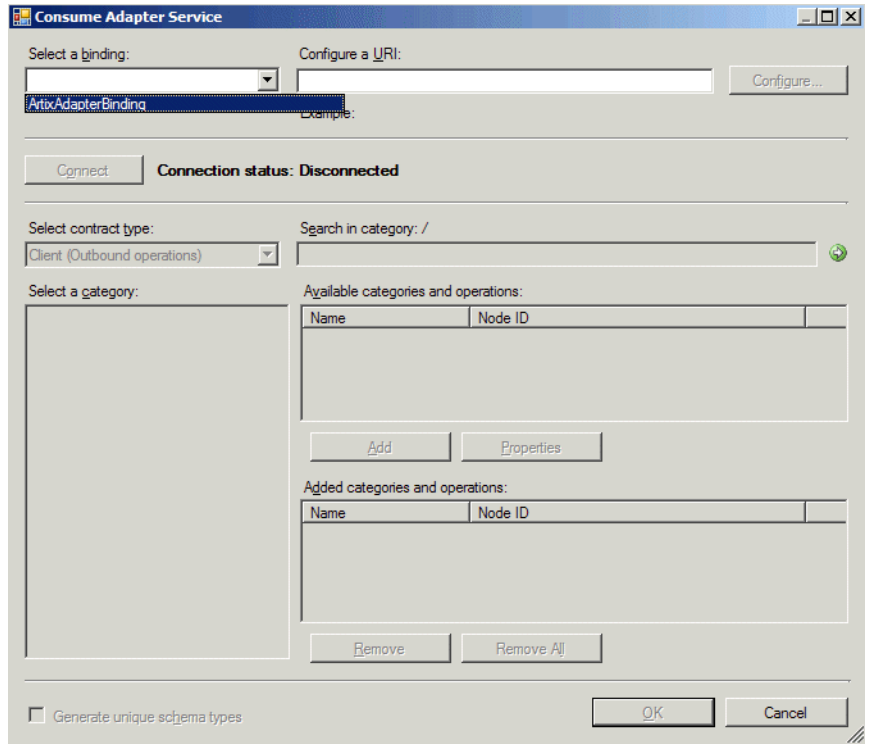 Consume Adapter Service
Select a binding: Configure a URI:
Configure...
ArtixAdapterBinding
Example:
Connect Connection status: Disconnected
Select contract type: Search in category: /
Client (Outbound operations)
Select a category: Available categories and operations:
Name Node ID
Add Properties
Added categories and operations:
Name Node ID
Remove Remove All
Generate unique schema types OK Cancel